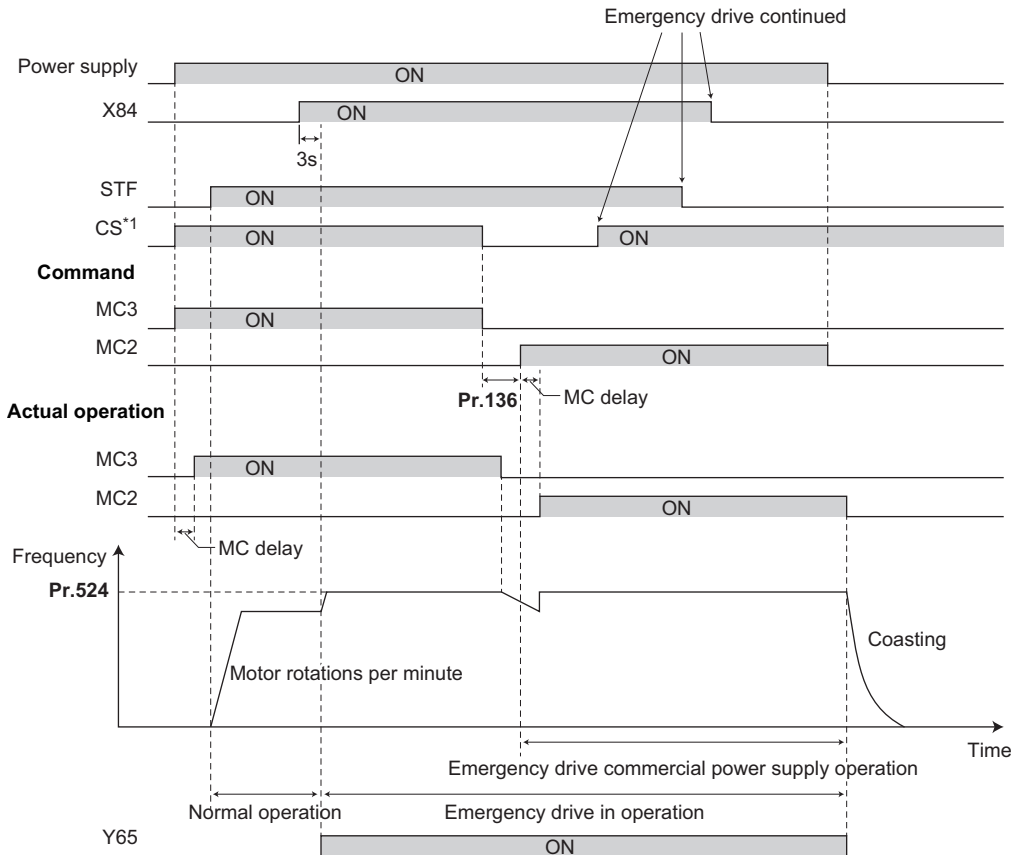 Emergency drive continued
Power supply
ON
X84
ON
3s
STF
ON
CS*1
ON
ON
Command
MC3
ON
MC2
ON
Pr.136
MC delay
Actual operation
MC3
ON
MC2
ON
MC delay
Frequency
Pr.524
Motor rotations per minute
Coasting
Time
Emergency drive commercial power supply operation
Normal operation
Emergency drive in operation
Y65
ON